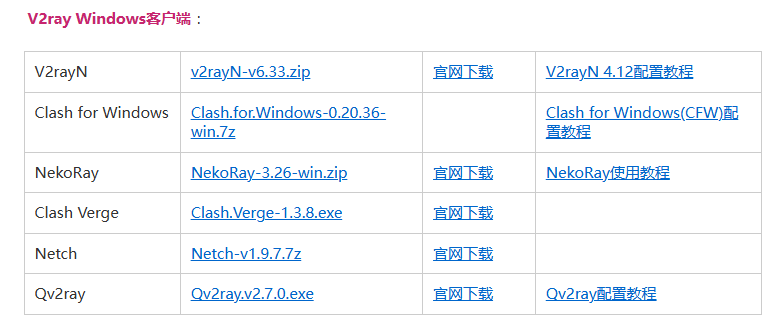 V2ray Windows客户端：
V2rayN v2rayN-v6.33.zip 官网下载 V2rayN 4.12配置教程
Clash for Windows Clash.for.Windows-0.20.36- Clash for Windows(CFW)配
win.7z 置教程
NekoRay NekoRay-3.26-win.zip 官网下载 NekoRay使用教程
Clash Verge Clash.Verge-1.3.8.exe 官网下载
Netch Netch-v1.9.7.7z 官网下载
Qv2ray Qv2ray.v2.7.0.exe 官网下载 Qv2ray配置教程